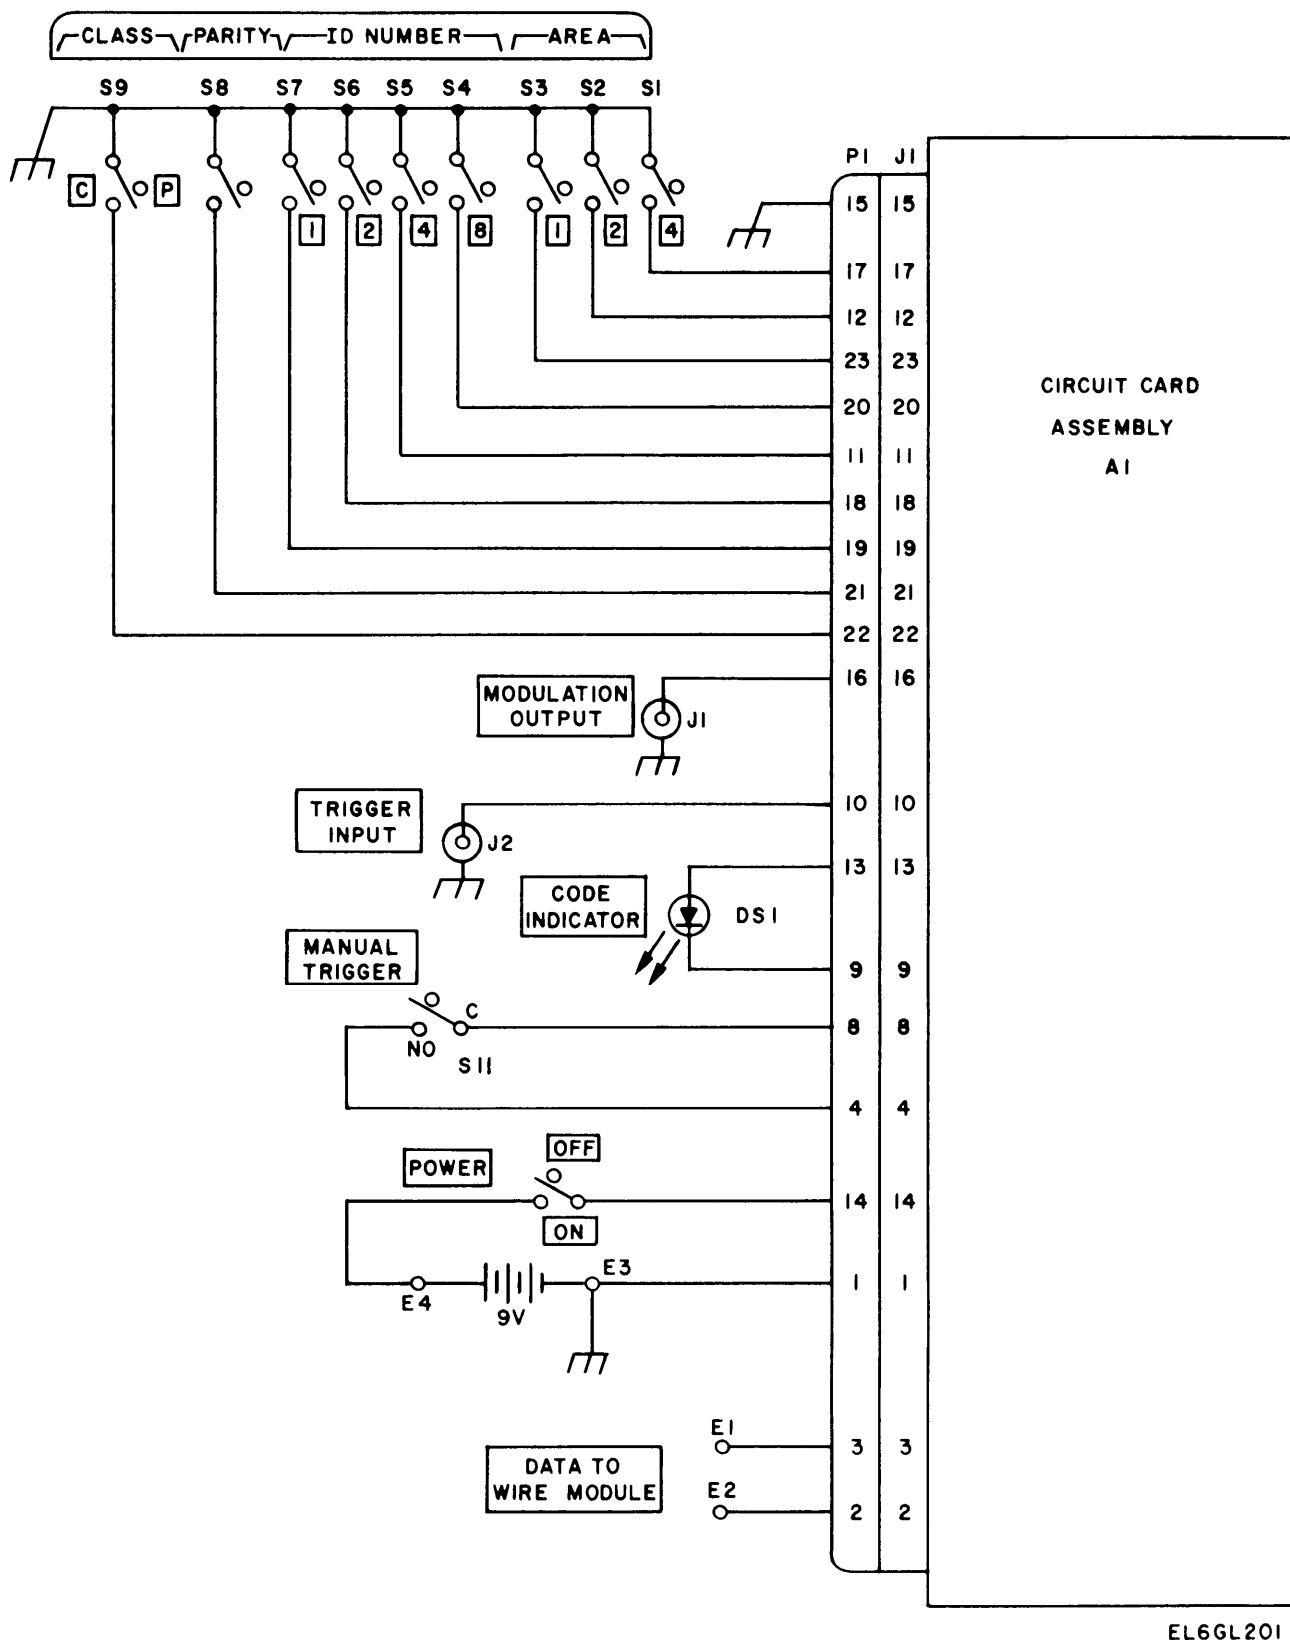 CLASS PARITY ID NUMBER AREA
S9 S8 S7 S6 S5 S4 S3 S2 S1
C P
1 2 4 8 1 2 4
P1 J1
15 15
17 17
12 12
23 23
20 20
11 11
18 18
19 19
21 21
22 22
16 16
10 10
13 13
9 9
8 8
4 4
14 14
1 1
3 3
2 2
CIRCUIT CARD
ASSEMBLY
A1
MODULATION
OUTPUT
J1
TRIGGER
INPUT
J2
CODE
INDICATOR
DS1
MANUAL
TRIGGER
C
NO
S11
POWER
OFF
ON
E4
9V
E3
DATA TO
WIRE MODULE
E1
E2
EL6GL201